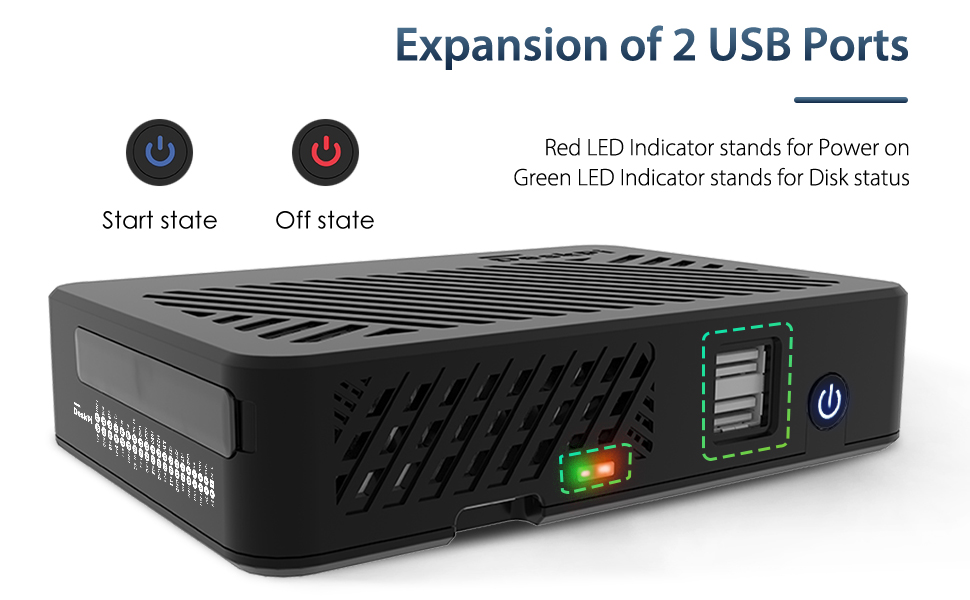 Expansion of 2 USB Ports
Red LED Indicator stands for Power on
Green LED Indicator stands for Disk status
Start state
Off state
DeskPi